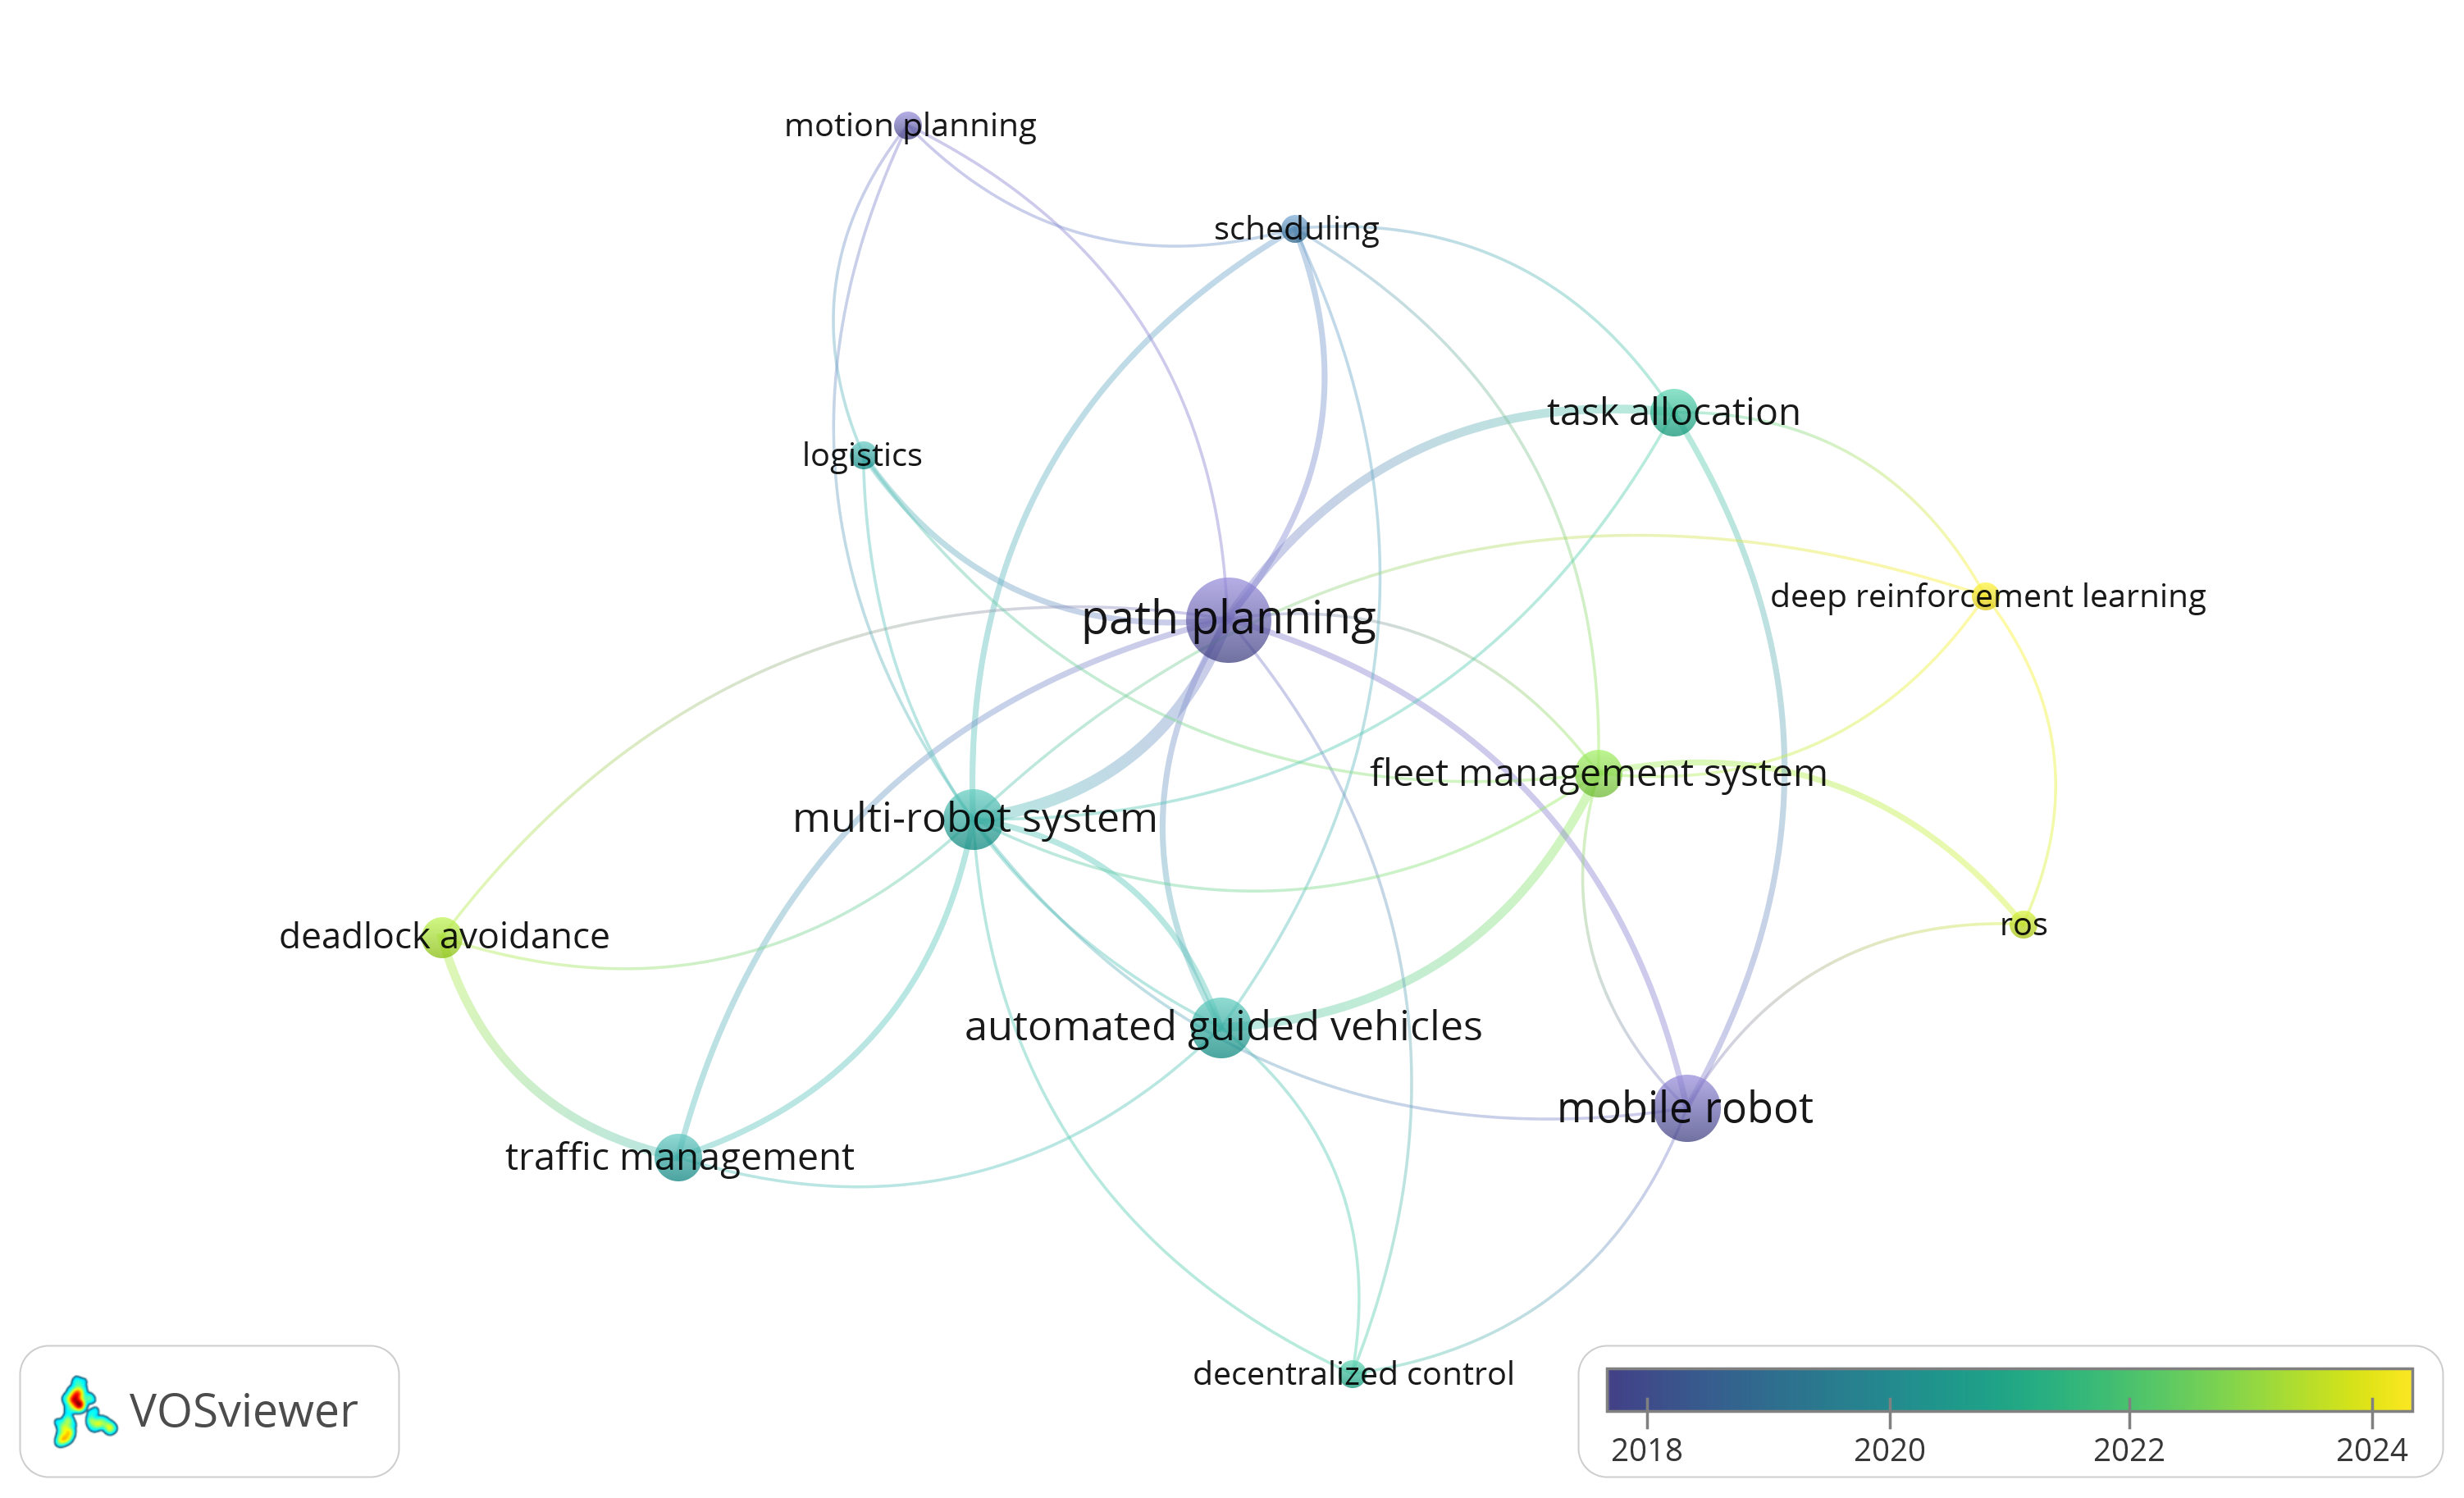 motion planning
scheduling
task allocation
logistics
deep reinforcement learning
path planning
fleet management system
multi-robot system
ros
deadlock avoidance
automated guided vehicles
mobile robot
traffic management
decentralized control
VOSviewer
2018 2020 2022 2024